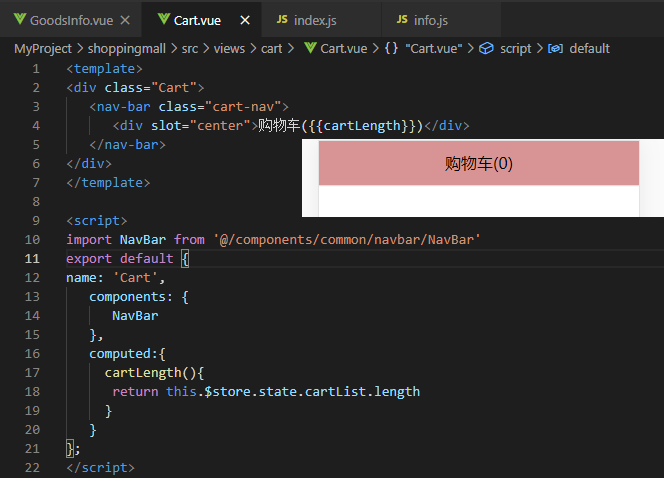 GoodsInfo.vue Cart.vue index.js info.js
MyProject > shoppingmall > src > views > cart > Cart.vue > {} "Cart.vue" > script > default
1 <template>
2 <div class="Cart">
3 <nav-bar class="cart-nav">
4 <div slot="center">购物车({{cartLength}})</div>
5 </nav-bar>
购物车(0)
6 </div>
7 </template>
8
9 <script>
10 import NavBar from '@/components/common/navbar/NavBar'
11 export default {
12 name: 'Cart',
13 components: {
14 NavBar
15 },
16 computed:{
17 cartLength(){
18 return this.$store.state.cartList.length
19 }
20 }
21 };
22 </script>